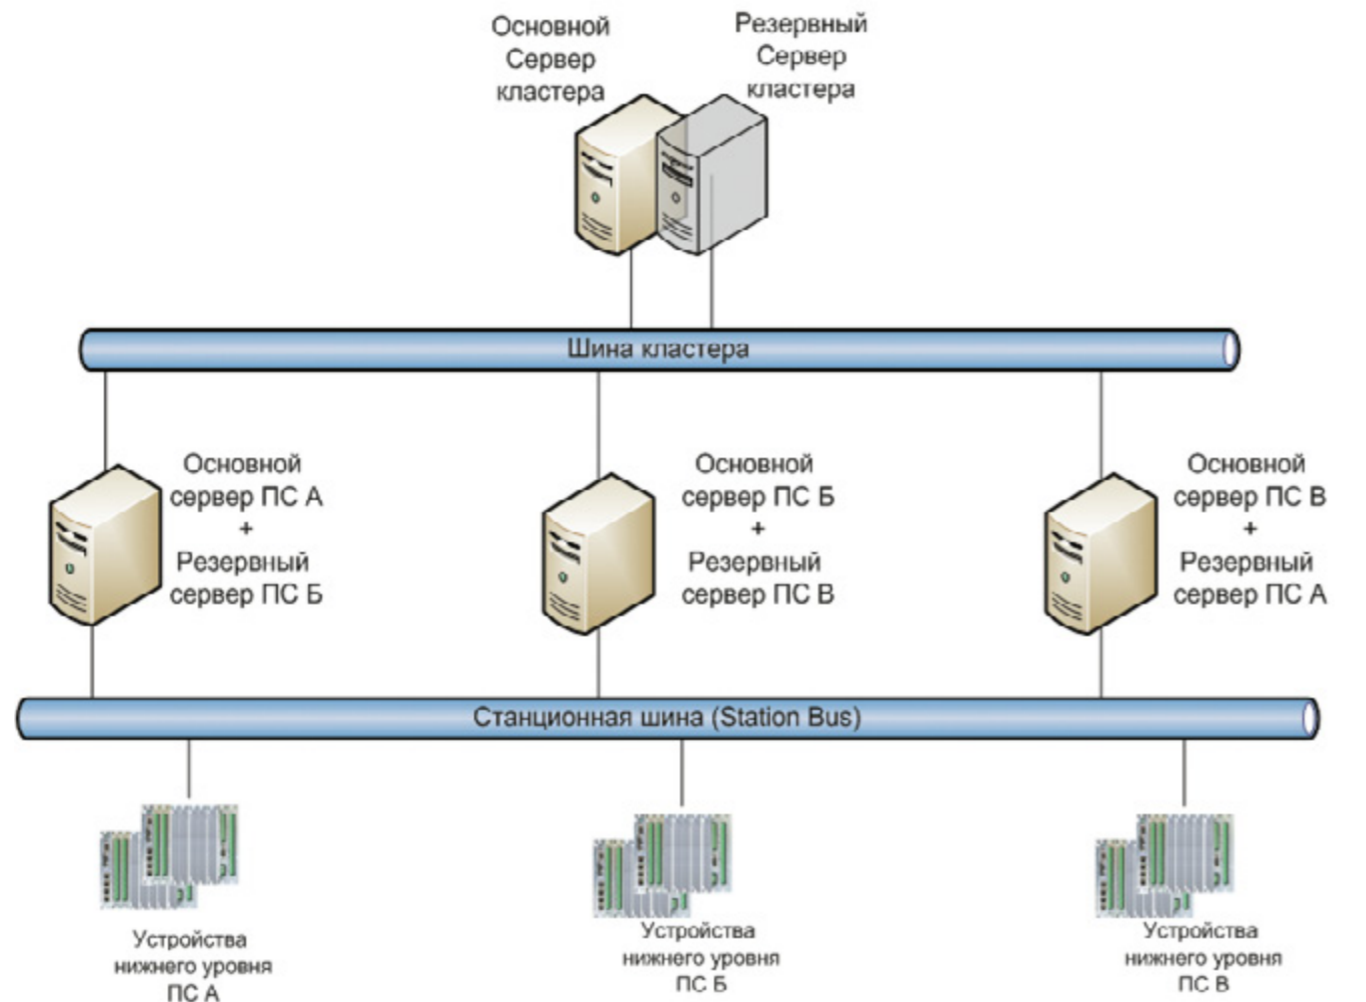 Основной
Сервер
кластера
Резервный
Сервер
кластера
Шина кластера
Основной
сервер ПС А
+
Резервный
сервер ПС Б
Основной
сервер ПС Б
+
Резервный
сервер ПС В
Основной
сервер ПС В
+
Резервный
сервер ПС А
Станционная шина (Station Bus)
Устройства
нижнего уровня
ПС А
Устройства
нижнего уровня
ПС Б
Устройства
нижнего уровня
ПС В